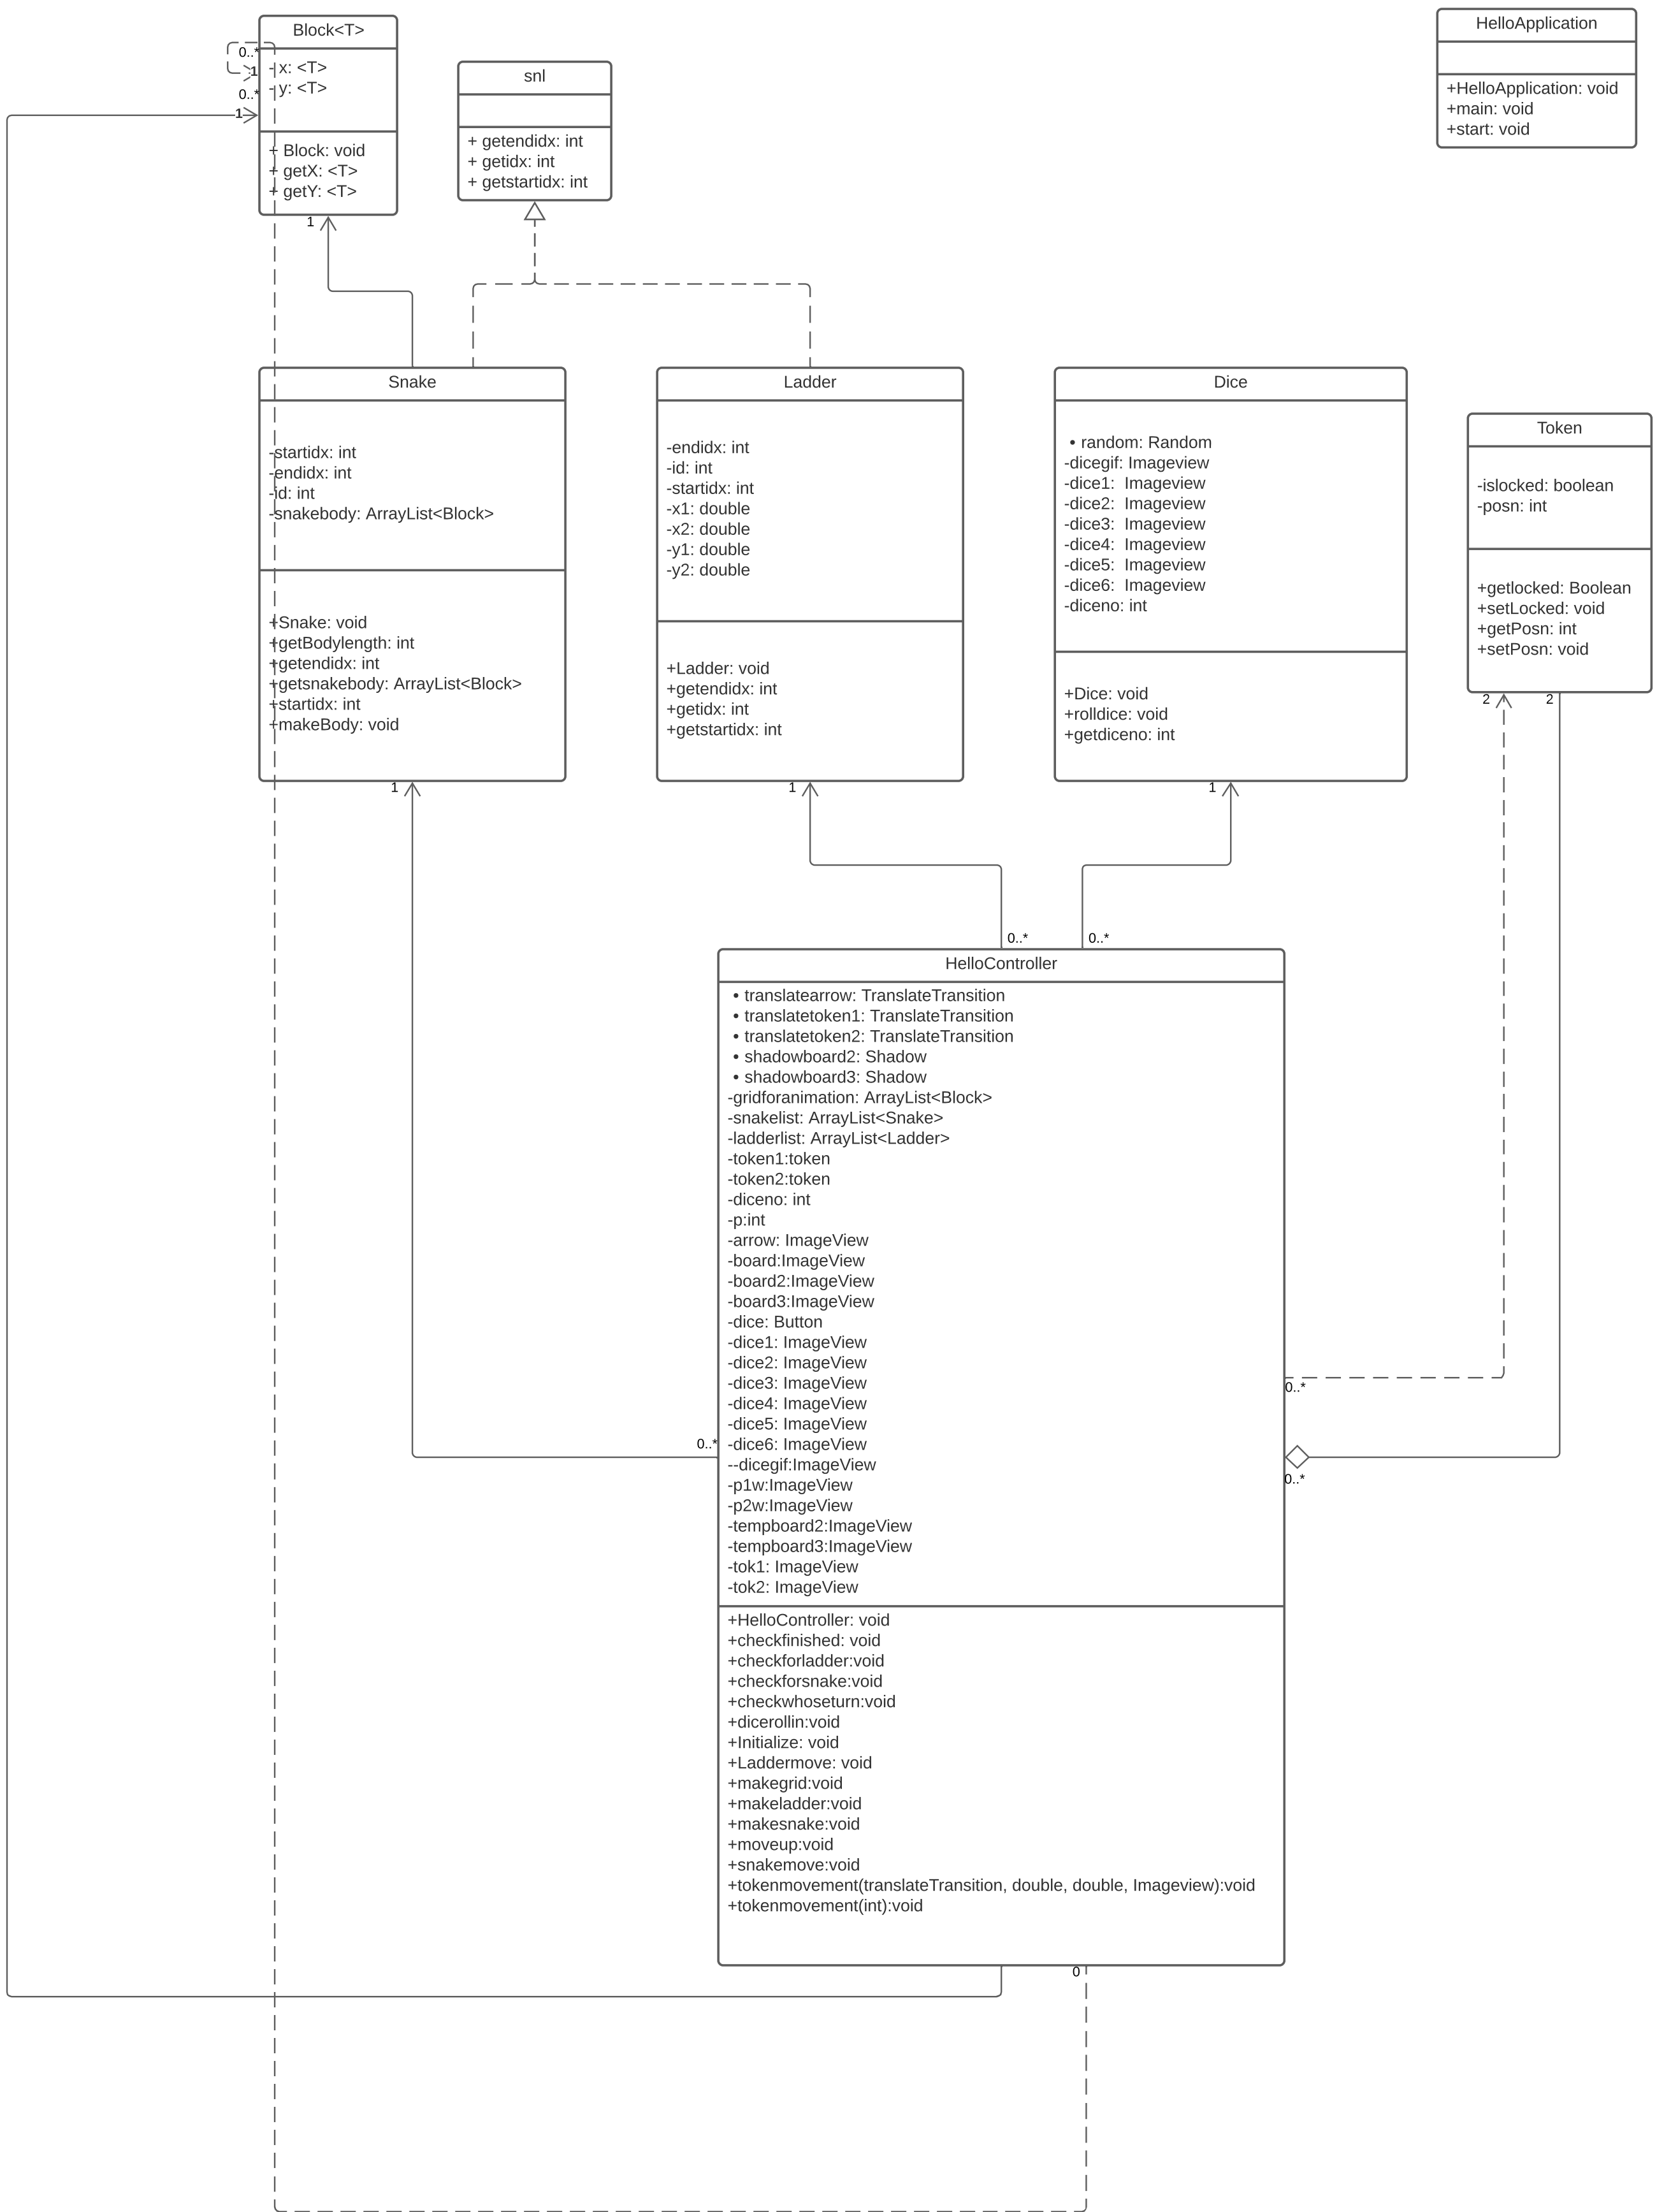 Block<T>
0..*
1
- x: <T>
- y: <T>
0..*
1
+ Block: void
+ getX: <T>
+ getY: <T>
1
snl
+ getendidx: int
+ getidx: int
+ getstartidx: int
HelloApplication
+HelloApplication: void
+main: void
+start: void
Snake
-startidx: int
-endidx: int
-id: int
-snakebody: ArrayList<Block>
+Snake: void
+getBodylength: int
+getendidx: int
+getsnakebody: ArrayList<Block>
+startidx: int
+makeBody: void
1
Ladder
-endidx: int
-id: int
-startidx: int
-x1: double
-x2: double
-y1: double
-y2: double
+Ladder: void
+getendidx: int
+getidx: int
+getstartidx: int
1
Dice
• random: Random
-dicegif: Imageview
-dice1:  Imageview
-dice2:  Imageview
-dice3:  Imageview
-dice4:  Imageview
-dice5:  Imageview
-dice6:  Imageview
-diceno: int
+Dice: void
+rolldice: void
+getdiceno: int
1
Token
-islocked: boolean
-posn: int
+getlocked: Boolean
+setLocked: void
+getPosn: int
+setPosn: void
2
2
0..*
0..*
HelloController
• translatearrow: TranslateTransition
• translatetoken1: TranslateTransition
• translatetoken2: TranslateTransition
• shadowboard2: Shadow
• shadowboard3: Shadow
-gridforanimation: ArrayList<Block>
-snakelist: ArrayList<Snake>
-ladderlist: ArrayList<Ladder>
-token1:token
-token2:token
-diceno: int
-p:int
-arrow: ImageView
-board:ImageView
-board2:ImageView
-board3:ImageView
-dice: Button
-dice1: ImageView
-dice2: ImageView
-dice3: ImageView
-dice4: ImageView
-dice5: ImageView
-dice6: ImageView
--dicegif:ImageView
-p1w:ImageView
-p2w:ImageView
-tempboard2:ImageView
-tempboard3:ImageView
-tok1: ImageView
-tok2: ImageView
0..*
0..*
0..*
+HelloController: void
+checkfinished: void
+checkforladder:void
+checkforsnake:void
+checkwhoseturn:void
+dicerollin:void
+Initialize: void
+Laddermove: void
+makegrid:void
+makeladder:void
+makesnake:void
+moveup:void
+snakemove:void
+tokenmovement(translateTransition, double, double, Imageview):void
+tokenmovement(int):void
0